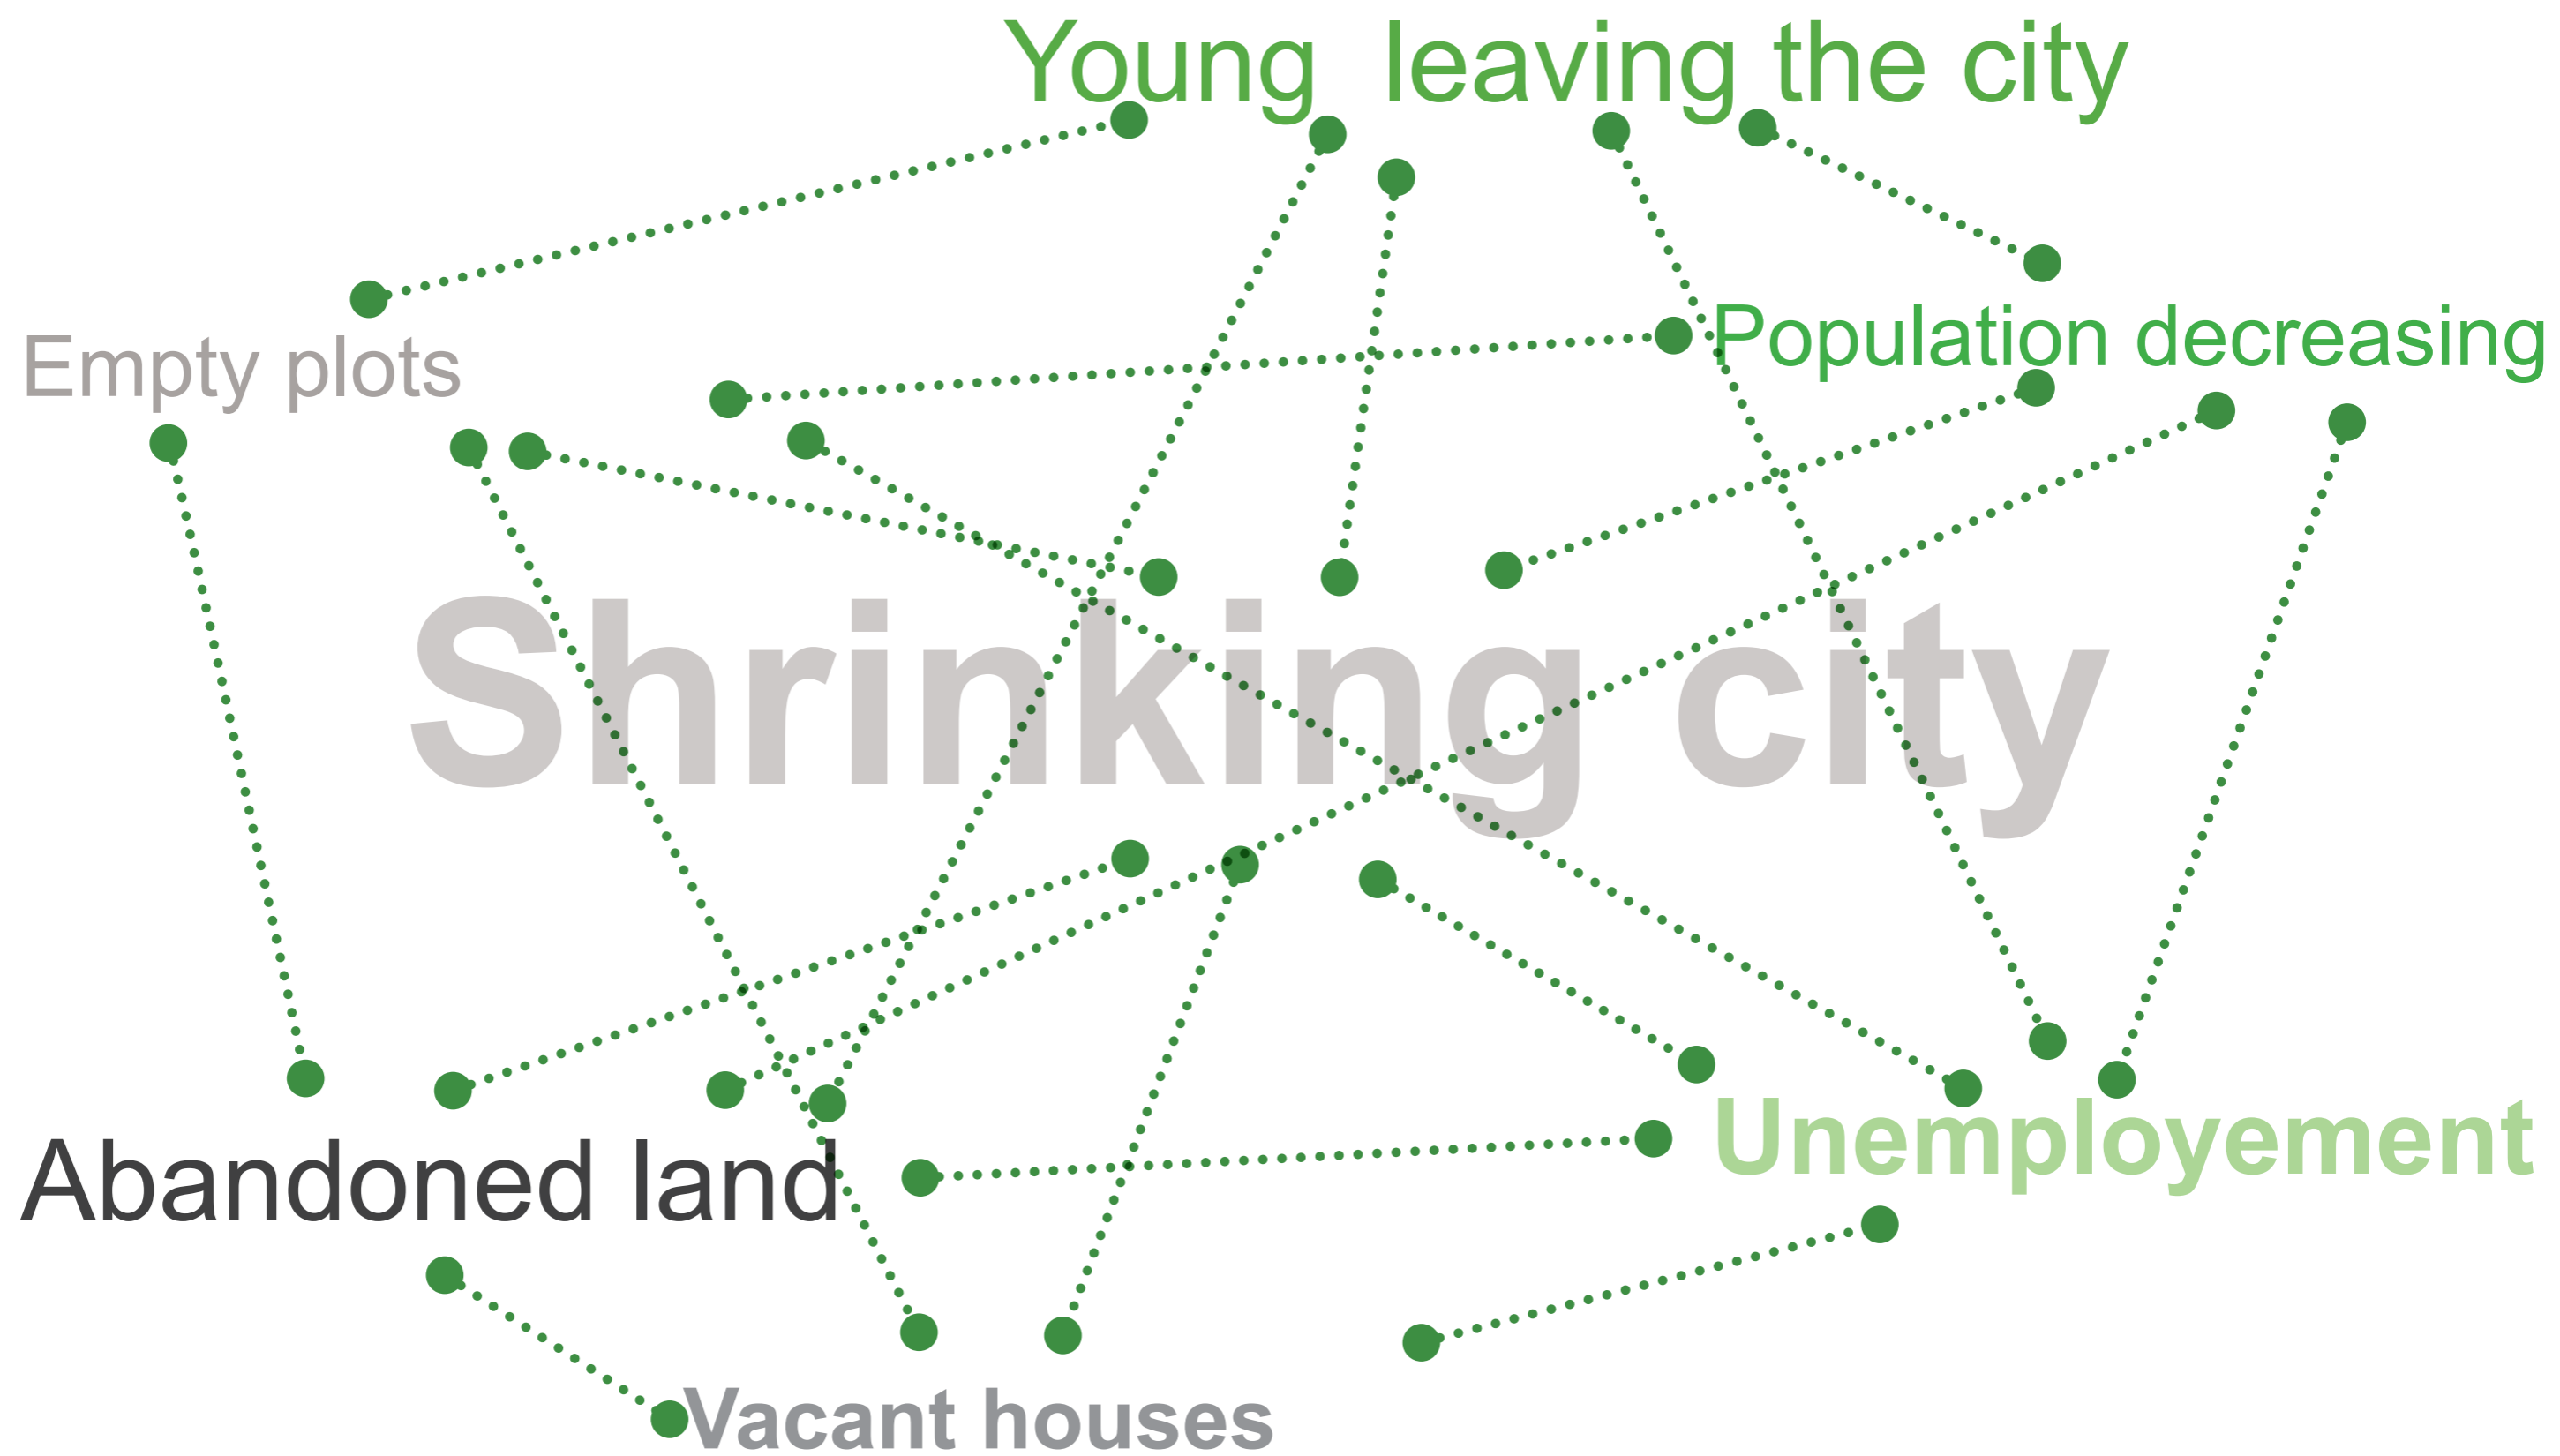 Young leaving the city
Empty plots
Population decreasing
Shrinking city
Abandoned land
Unemployement
Vacant houses